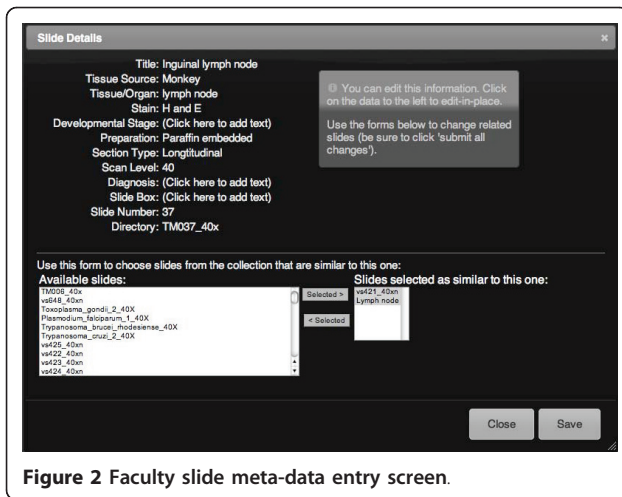 Slide Details
Title: Inguinal lymph node
Tissue Source: Monkey
Tissue/Organ: lymph node
Stain: H and E
Developmental Stage: (Click here to add text)
Preparation: Paraffin embedded
Section Type: Longtitudinal
Scan Level: 40
Diagnosis: (Click here to add text)
Slide Box: (Click here to add text)
Slide Number: 37
Directory: TM037_40x
You can edit this information. Click
on the data to the left to edit-in-place.
Use the forms below to change related
slides (be sure to click 'submit all
changes').
Use this form to choose slides from the collection that are similar to this one:
Available slides:
TM006_40x
vs648_40xn
Toxoplasma_gondii_2_40X
Plasmodium_falciparum_1_40X
Trypanosoma_brucei_rhodesiense_40X
Trypanosoma_cruzi_2_40X
vs425_40xn
vs422_40xn
vs423_40xn
vs424_40xn
Selected >
< Selected
Slides selected as similar to this one:
vs421_40xn
Lymph node
Close
Save
Figure 2 Faculty slide meta-data entry screen.